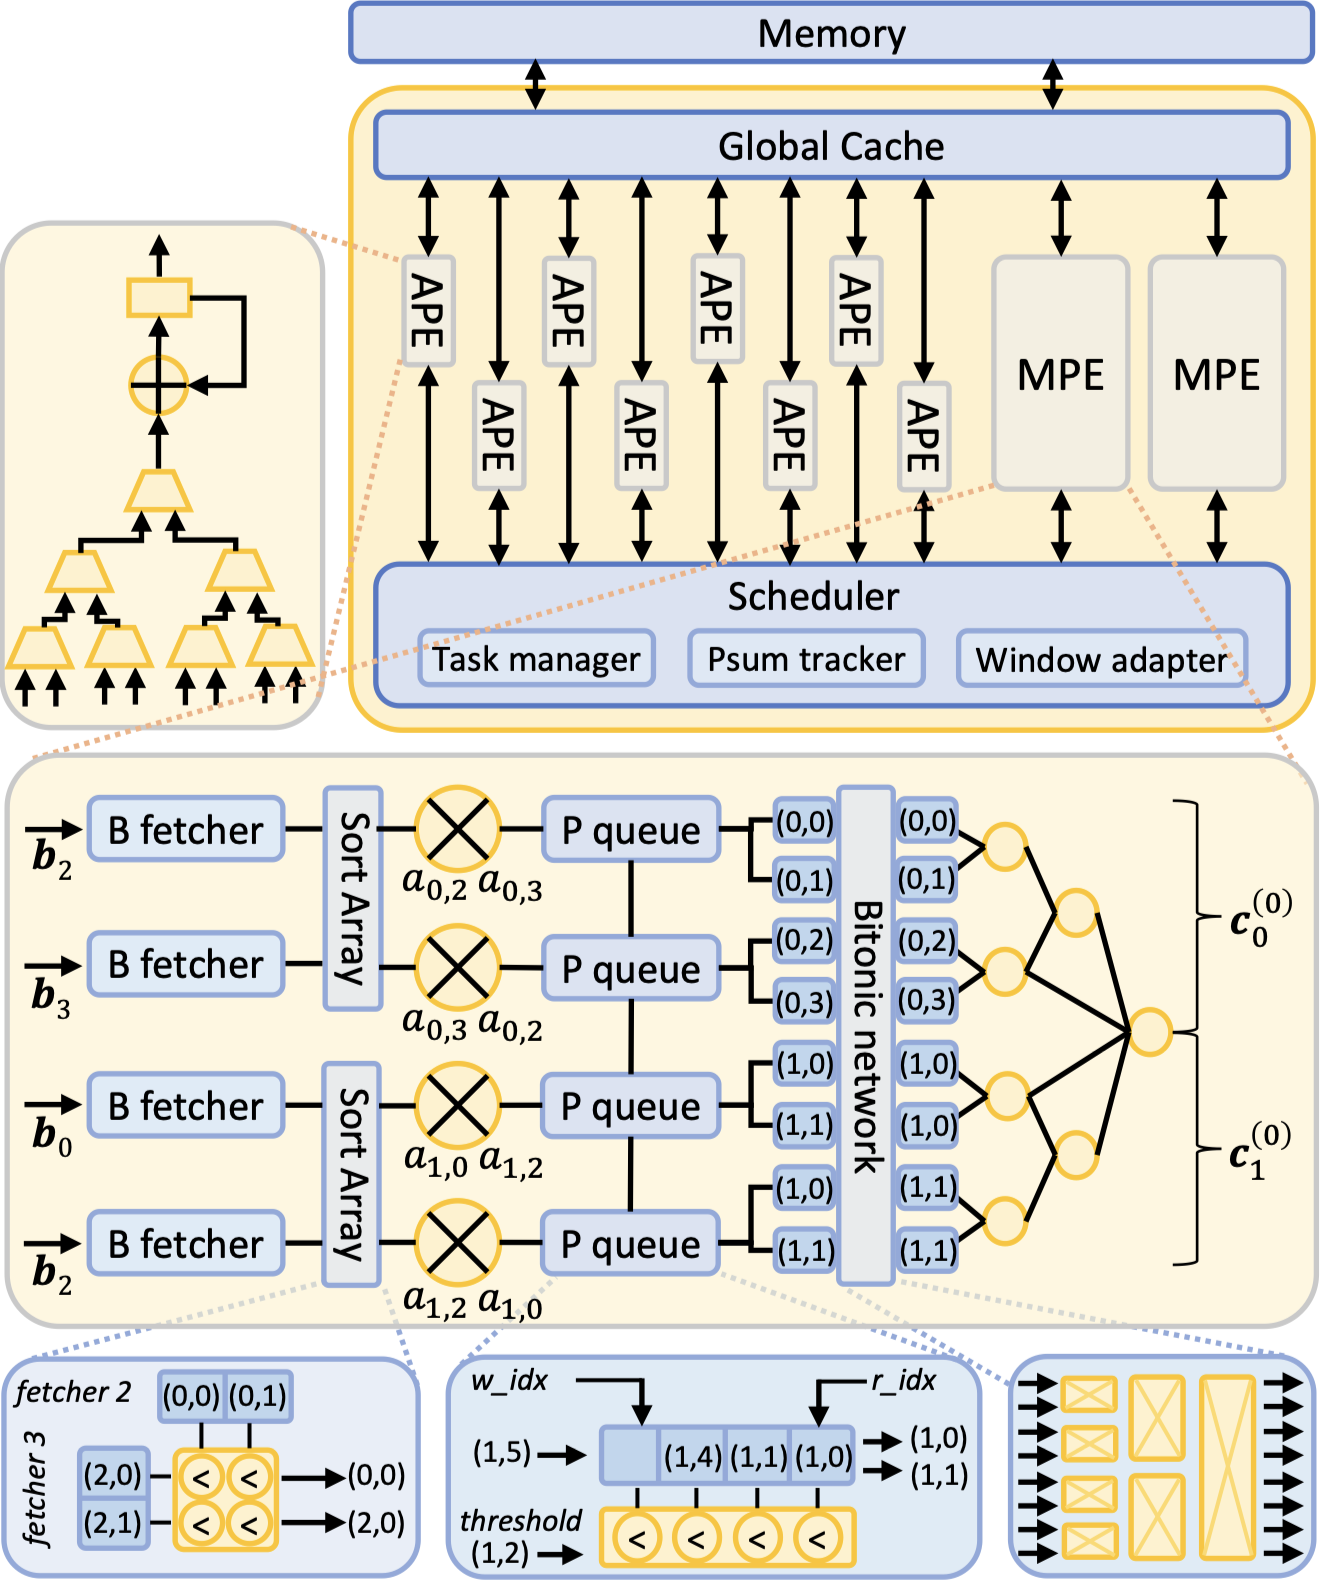 Memory
Global Cache
APE APE APE APE
APE APE APE APE
MPE MPE
Scheduler
Task manager Psum tracker Window adapter
b2 B fetcher Sort Array a0,2 a0,3 P queue (0,0) (0,1) Bitonic network (0,0) (0,1) c0(0)
b3 B fetcher a0,3 a0,2 P queue (0,2) (0,3) (0,2) (0,3)
b0 B fetcher Sort Array a1,0 a1,2 P queue (1,0) (1,1) (1,0) (1,0) c1(0)
b2 B fetcher a1,2 a1,0 P queue (1,0) (1,1) (1,1) (1,1)
fetcher 2 (0,0) (0,1)
fetcher 3
(2,0) < < (0,0)
(2,1) < < (2,0)
w_idx r_idx
(1,5) (1,4) (1,1) (1,0) (1,0)
(1,1)
threshold
(1,2) < < < <